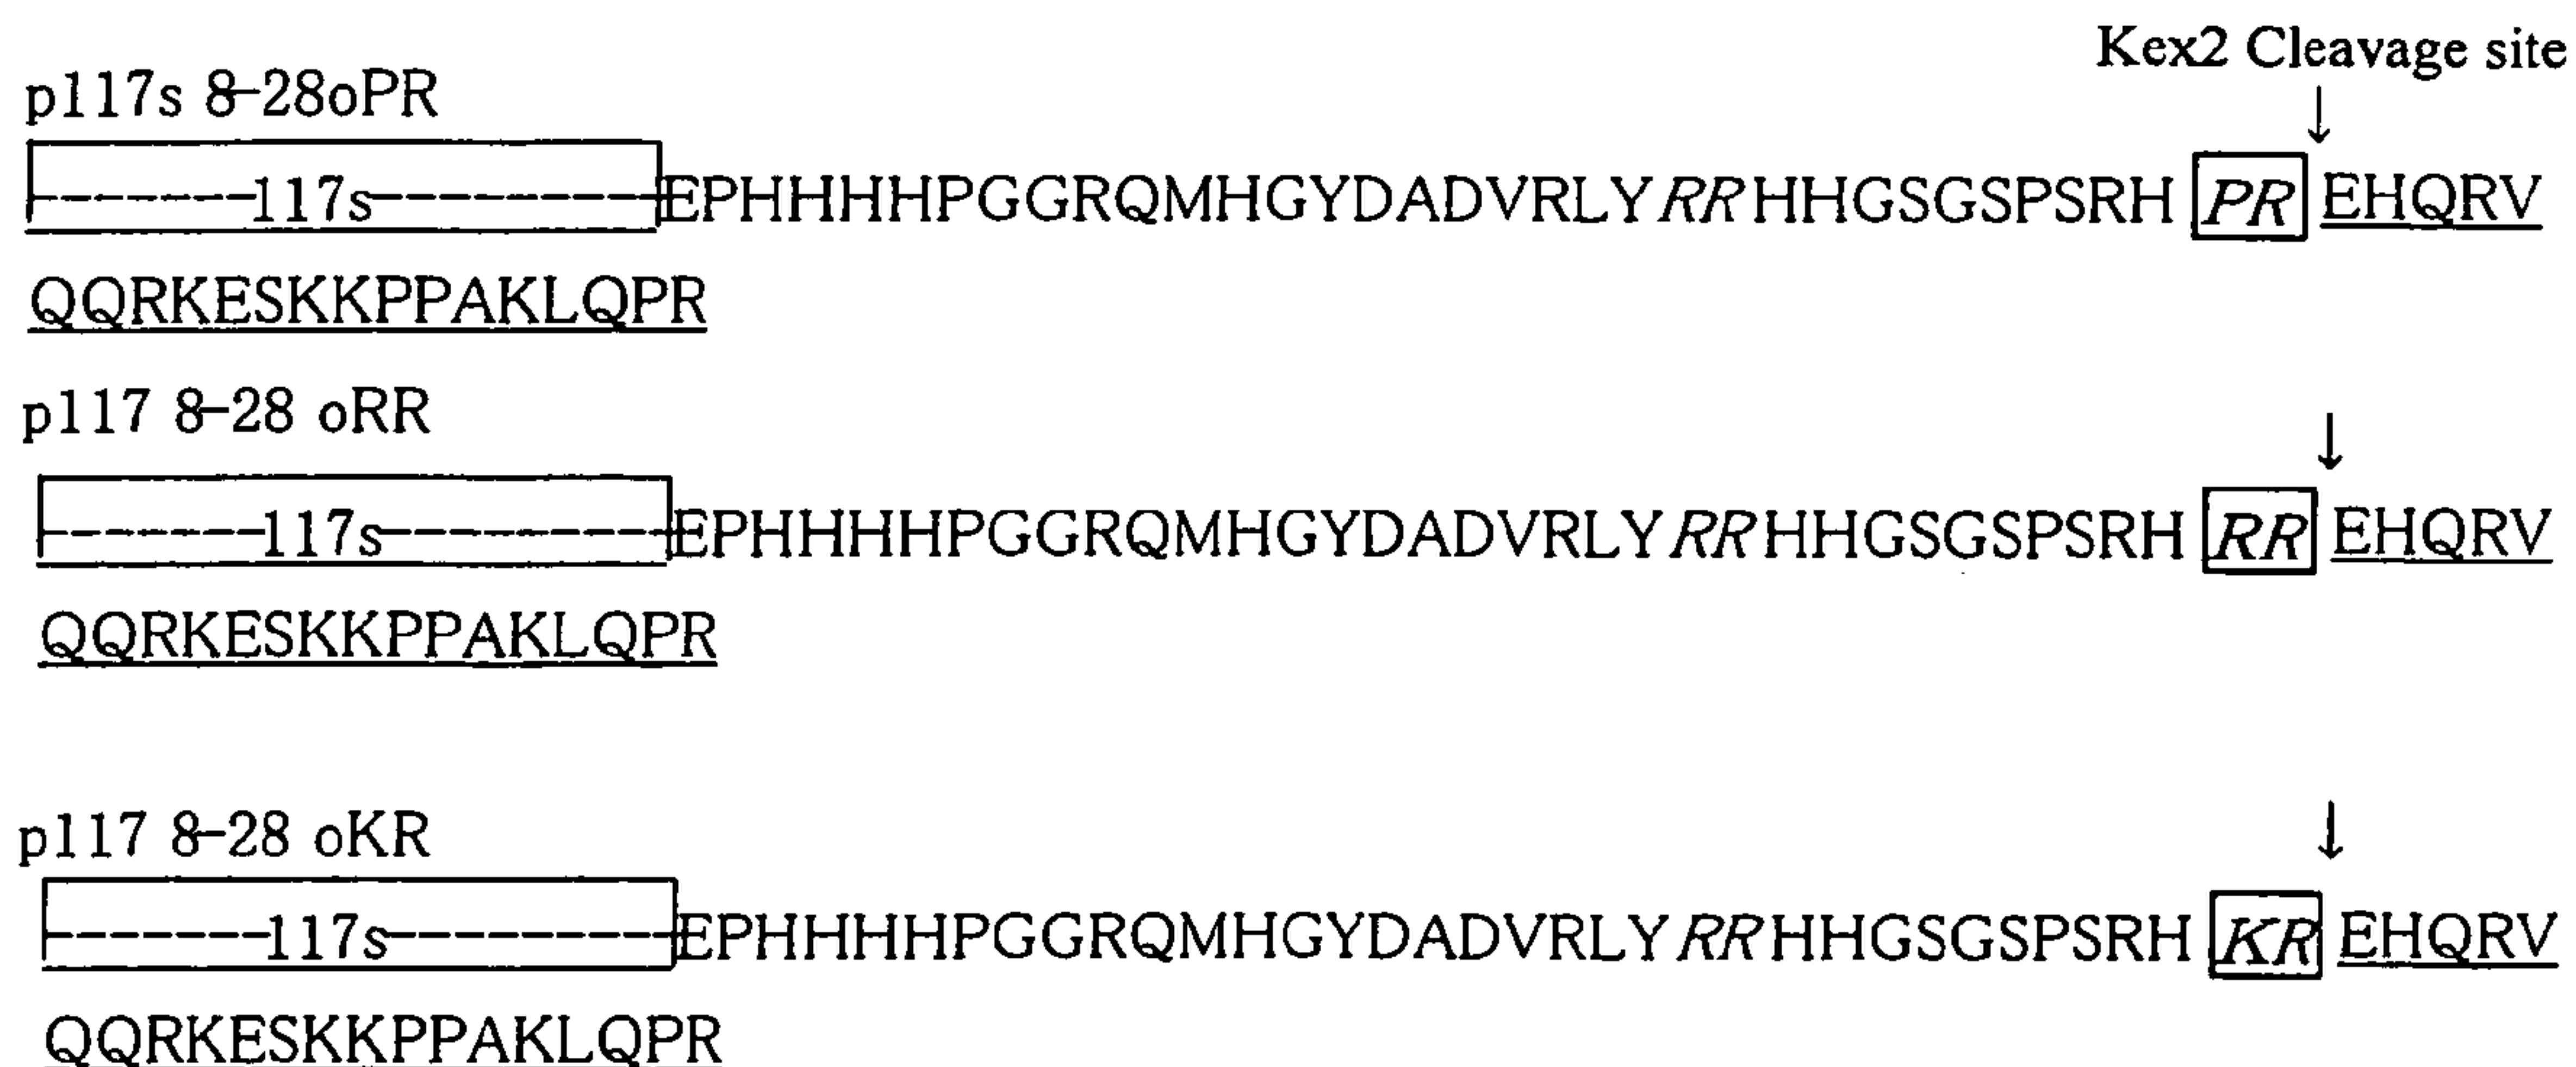 Kex2 Cleavage site
↓
p117s 8-28oPR
-------117s---------EPHHHHPGGRQMHGYDADVRLYRRHHGSGSPSRH PR EHQRV
QQRKESKKPPAKLQPR
p117 8-28 oRR
↓
-------117s---------EPHHHHPGGRQMHGYDADVRLYRRHHGSGSPSRH RR EHQRV
QQRKESKKPPAKLQPR
p117 8-28 oKR
↓
-------117s---------EPHHHHPGGRQMHGYDADVRLYRRHHGSGSPSRH KR EHQRV
QQRKESKKPPAKLQPR